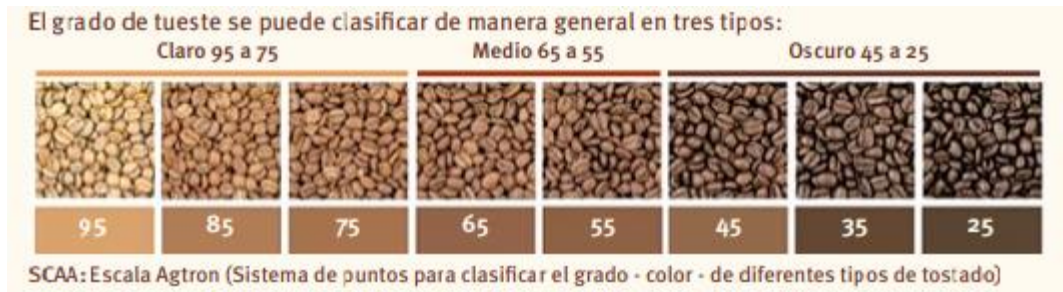 El grado de tueste se puede clasificar de manera general en tres tipos:
Claro 95 a 75 Medio 65 a 55 Oscuro 45 a 25
95 85 75 65 55 45 35 25
SCAA: Escala Agtron (Sistema de puntos para clasificar el grado - color - de diferentes tipos de tostado)